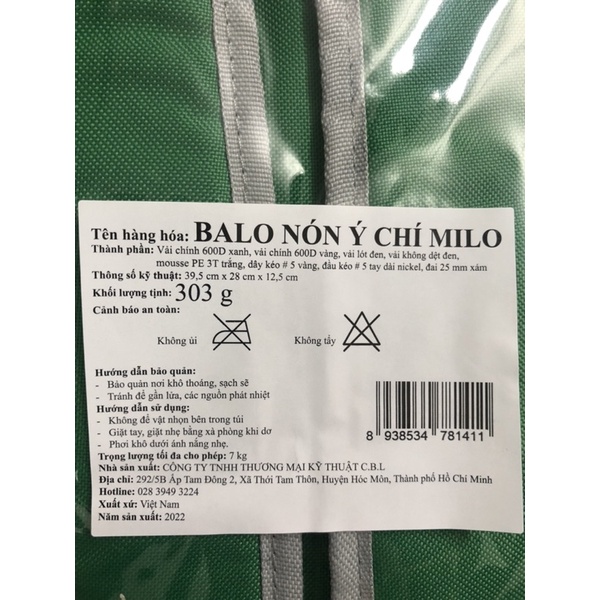 Tên hàng hóa: BALO NÓN Ý CHÍ MILO
Thành phần: Vải chính 600D xanh, vải chính 600D vàng, vải lót đen, vải không dệt đen,
mousse PE 3T trắng, dây kéo # 5 vàng, đầu kéo # 5 tay dài nickel, đai 25 mm xám
Thông số kỹ thuật: 39,5 cm x 28 cm x 12,5 cm
Khối lượng tịnh: 303 g
Cảnh báo an toàn:
Không ủi
Không tẩy
Hướng dẫn bảo quản:
- Bảo quản nơi khô thoáng, sạch sẽ
- Tránh để gần lửa, các nguồn phát nhiệt
Hướng dẫn sử dụng:
- Không để vật nhọn bên trong túi
- Giặt tay, giặt nhẹ bằng xà phòng khi dơ
- Phơi khô dưới ánh nắng nhẹ.
Trọng lượng tối đa cho phép: 7 kg
Nhà sản xuất: CÔNG TY TNHH THƯƠNG MẠI KỸ THUẬT C.B.L
Địa chỉ: 292/5B Ấp Tam Đông 2, Xã Thới Tam Thôn, Huyện Hóc Môn, Thành phố Hồ Chí Minh
Hotline: 028 3949 3224
Xuất xứ: Việt Nam
Năm sản xuất: 2022
8 938534 781411